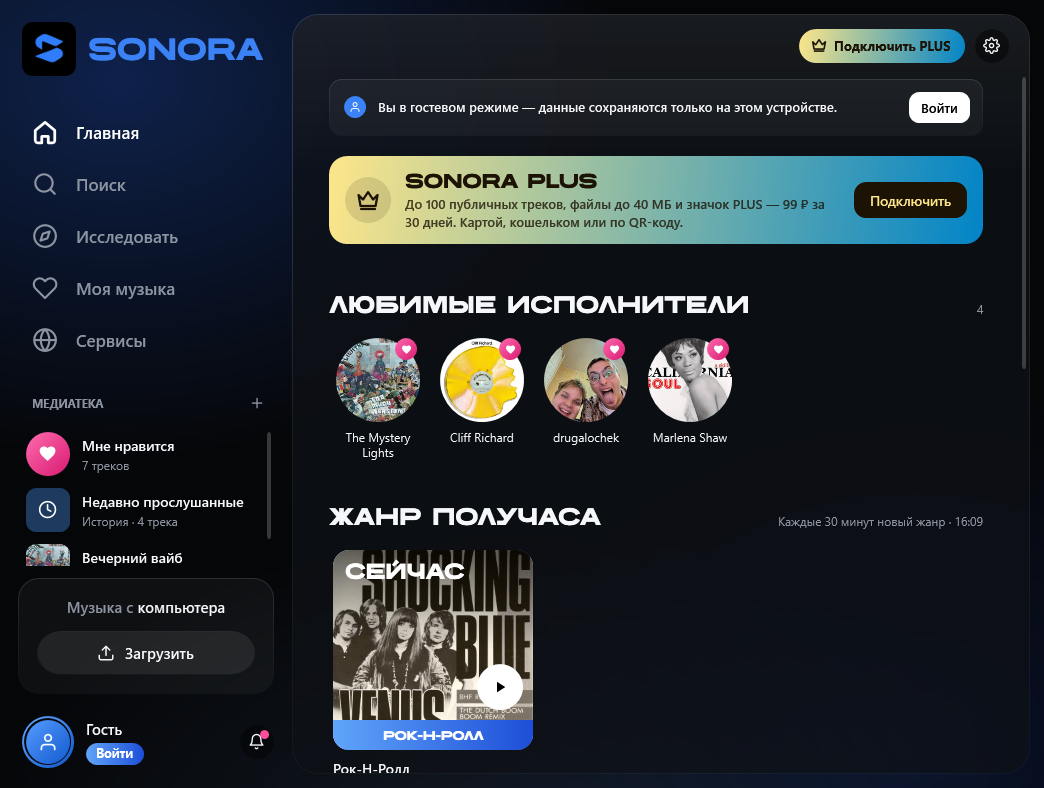 SONORA
Главная
Поиск
Исследовать
Моя музыка
Сервисы
МЕДИАТЕКА
Мне нравится
7 треков
Недавно прослушанные
История · 4 трека
Вечерний вайб
Музыка с компьютера
Загрузить
Гость
Войти
Подключить PLUS
Вы в гостевом режиме — данные сохраняются только на этом устройстве.
Войти
SONORA PLUS
До 100 публичных треков, файлы до 40 МБ и значок PLUS — 99 ₽ за
30 дней. Картой, кошельком или по QR-коду.
Подключить
ЛЮБИМЫЕ ИСПОЛНИТЕЛИ
4
Cliff Richard
CALIFORNIA
SOUL
The Mystery
Lights
Cliff Richard
drugalochek
Marlena Shaw
ЖАНР ПОЛУЧАСА
Каждые 30 минут новый жанр · 16:09
СЕЙЧАС
SHOCKING
BLUE
VENUS
THE DUTCH BOOM
BOOM REMIX
РОК-Н-РОЛЛ
Рок-Н-Ролл